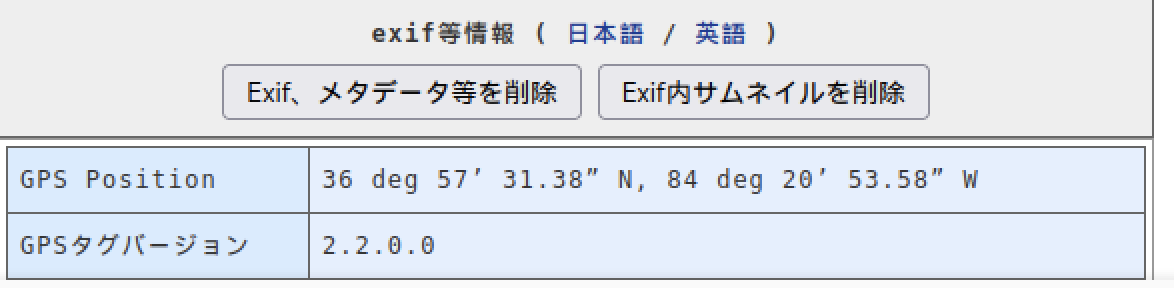 exif等情報 ( 日本語 / 英語 )
Exif、メタデータ等を削除 Exif内サムネイルを削除
GPS Position 36 deg 57’ 31.38” N, 84 deg 20’ 53.58” W
GPSタグバージョン 2.2.0.0